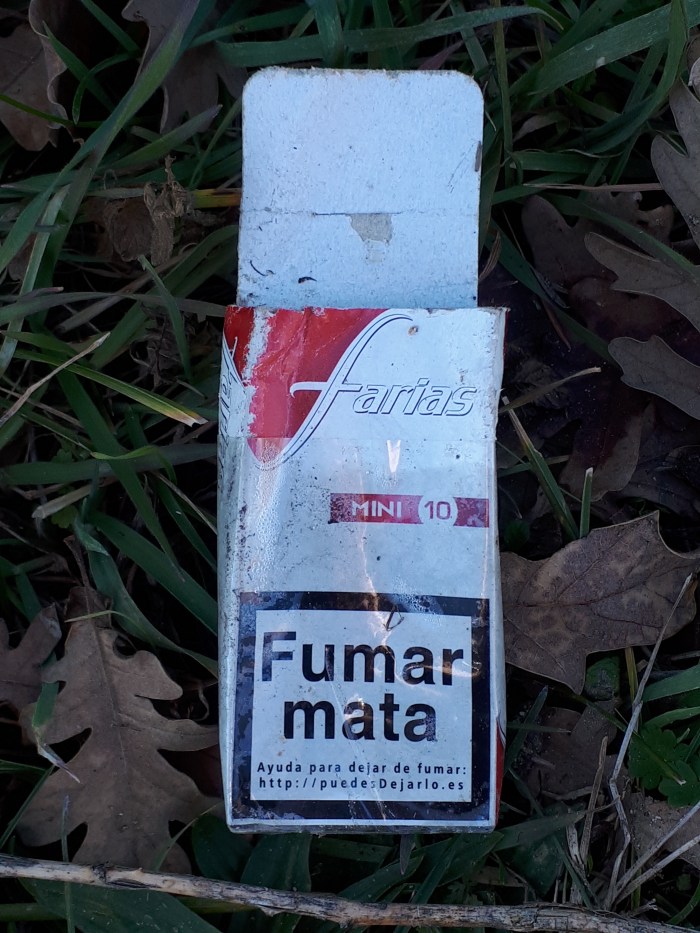 farias
MINI 10
Fumar
mata
Ayuda para dejar de fumar:
http://puedesDejarlo.es